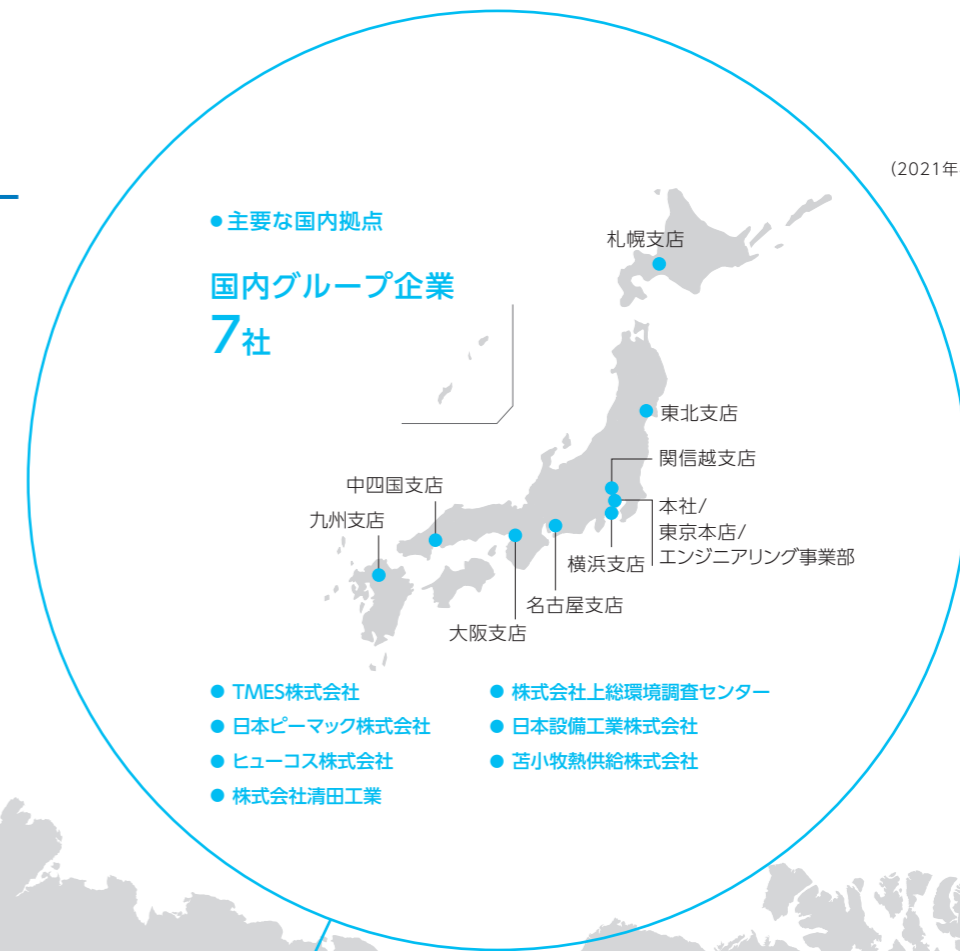 （2021年
●主要な国内拠点
国内グループ企業
7社
札幌支店
東北支店
関信越支店
本社/
東京本店/
エンジニアリング事業部
横浜支店
名古屋支店
大阪支店
中四国支店
九州支店
● TMES株式会社
● 日本ピーマック株式会社
● ヒューコス株式会社
● 株式会社清田工業
● 株式会社上総環境調査センター
● 日本設備工業株式会社
● 苫小牧熱供給株式会社